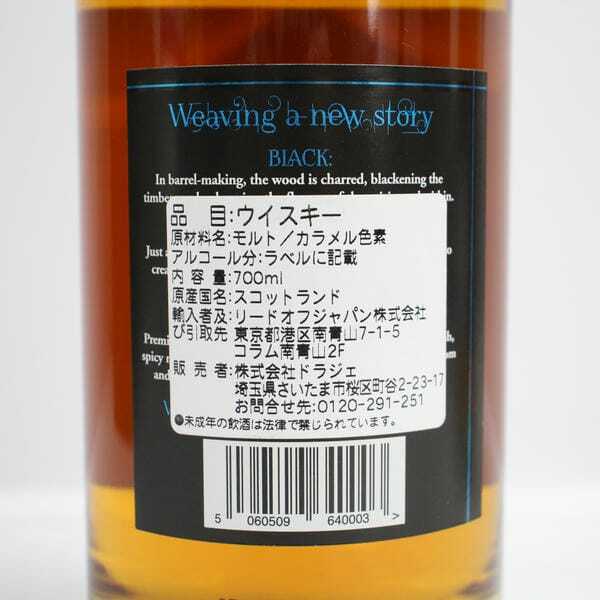 Weaving a new story
BLACK:
In barrel-making, the wood is charred, blackening the
品　目:ウイスキー
原材料名:モルト／カラメル色素
アルコール分:ラベルに記載
内 容 量:700ml
原産国名:スコットランド
輸入者及:リードオフジャパン株式会社
び引取先 東京都港区南青山7-1-5
コラム南青山2F
販 売 者:株式会社ドラジェ
埼玉県さいたま市桜区町谷2-23-17
お問合せ先:0120-291-251
●未成年の飲酒は法律で禁じられています。
5 060509 640003 >